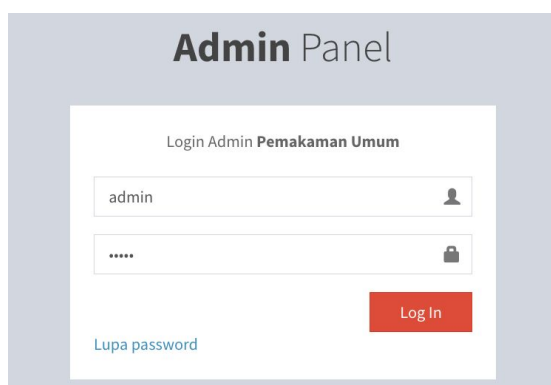 Admin Panel
Login Admin Pemakaman Umum
admin
•••••
Log In
Lupa password